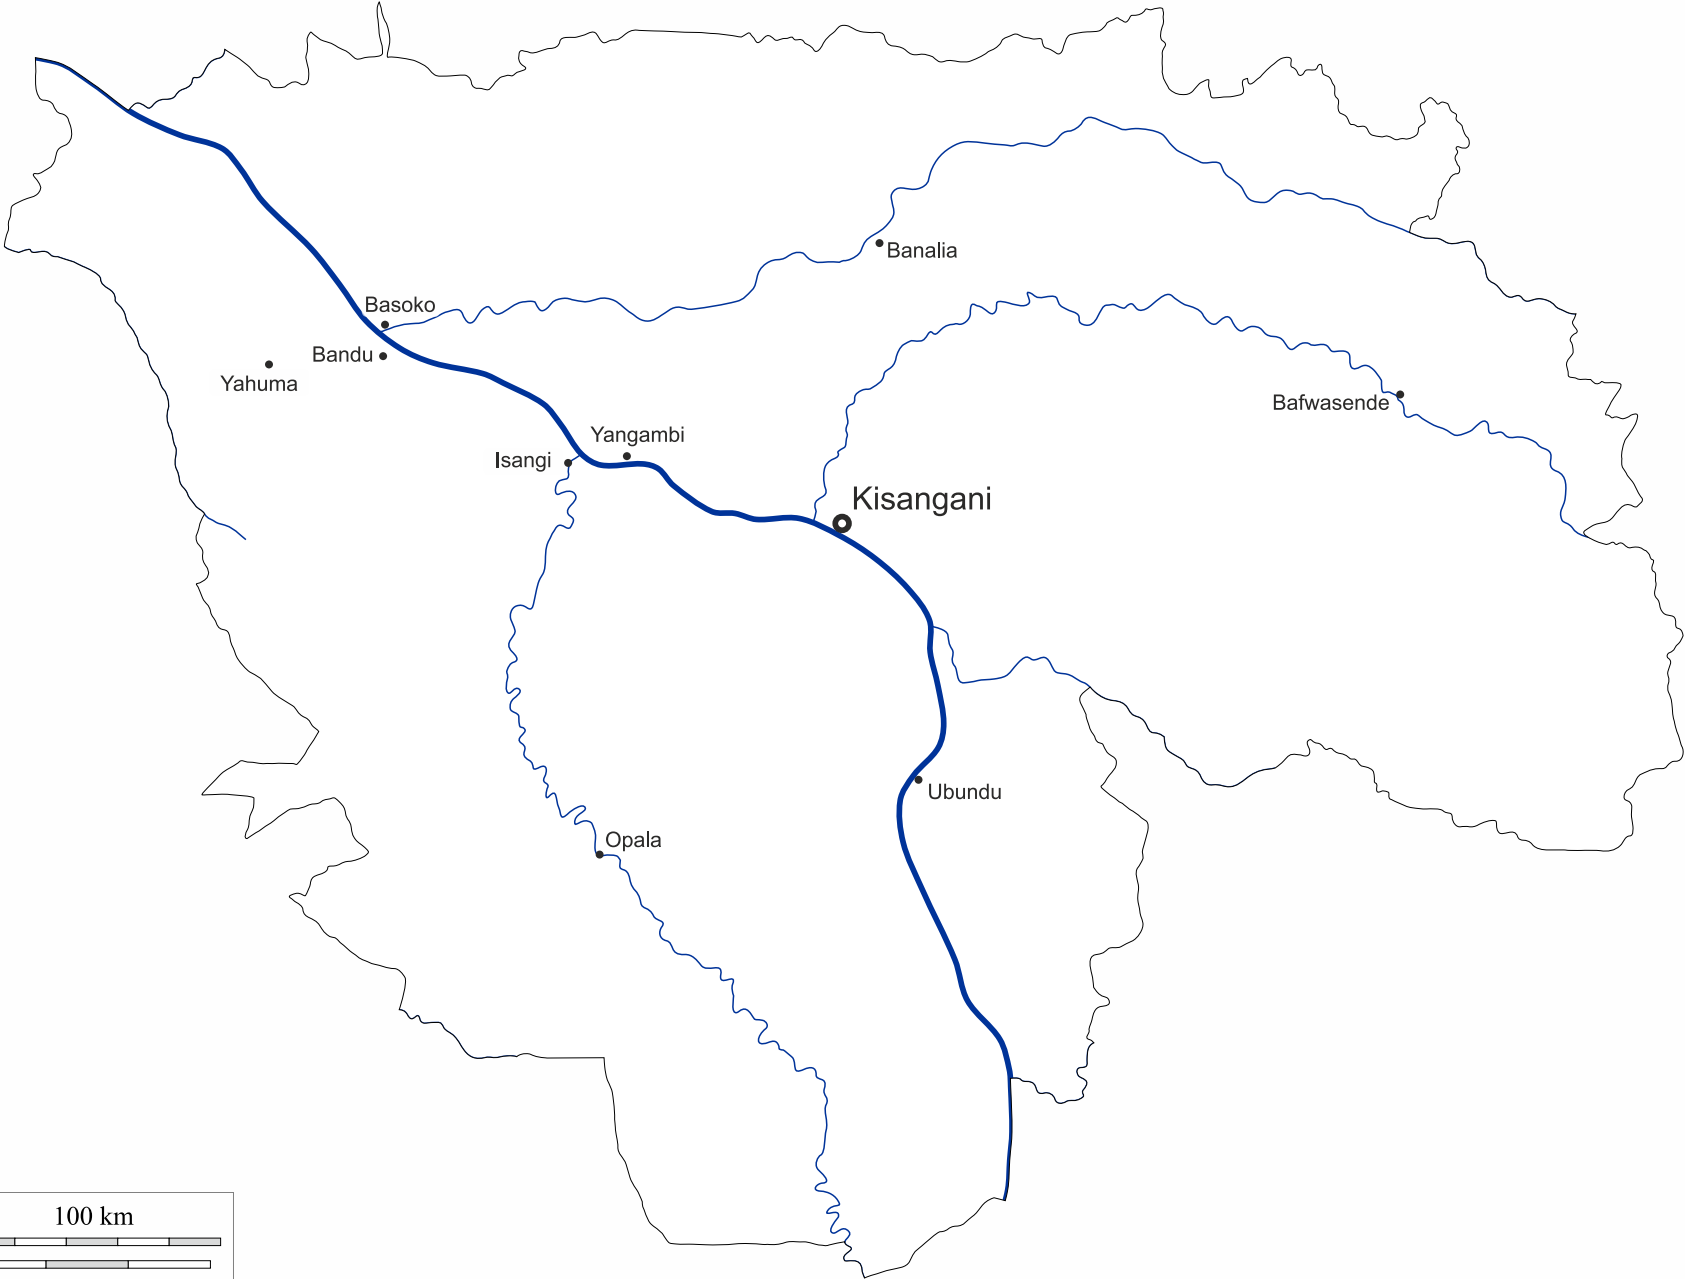 Banalia
Basoko
Bandu
Yahuma
Bafwasende
Yangambi
Isangi
Kisangani
Ubundu
Opala
100 km